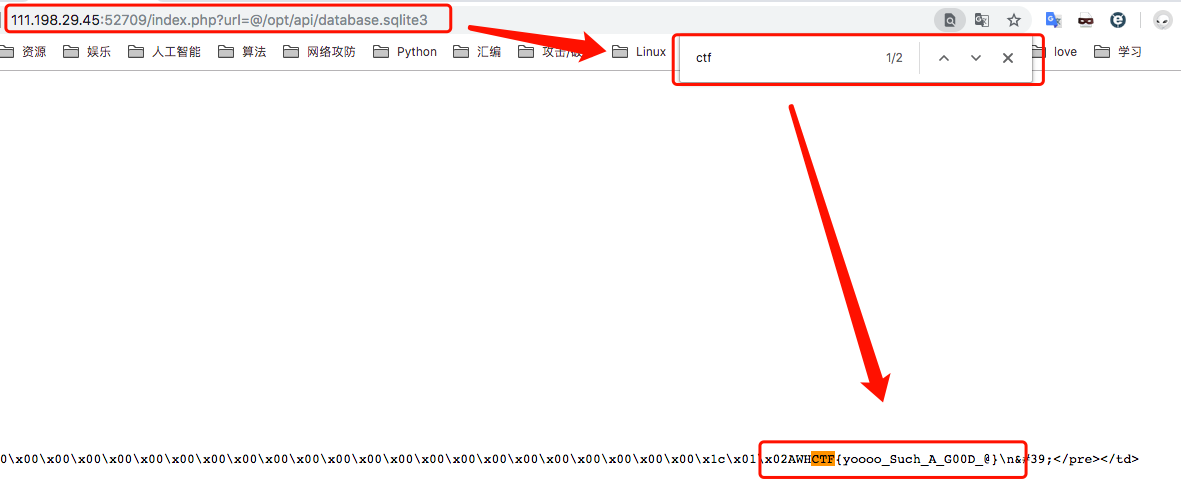 111.198.29.45:52709/index.php?url=@/opt/api/database.sqlite3
资源 娱乐 人工智能 算法 网络攻防 Python 汇编 Linux love 学习
ctf 1/2
0\x00\x00\x00\x00\x00\x00\x00\x00\x00\x00\x00\x00\x00\x00\x00\x00\x00\x00\x00\x00\x00\x00\x00\x1c\x01\x02AWHCTF{yoooo_Such_A_G00D_@}\n&#39;</pre></td>